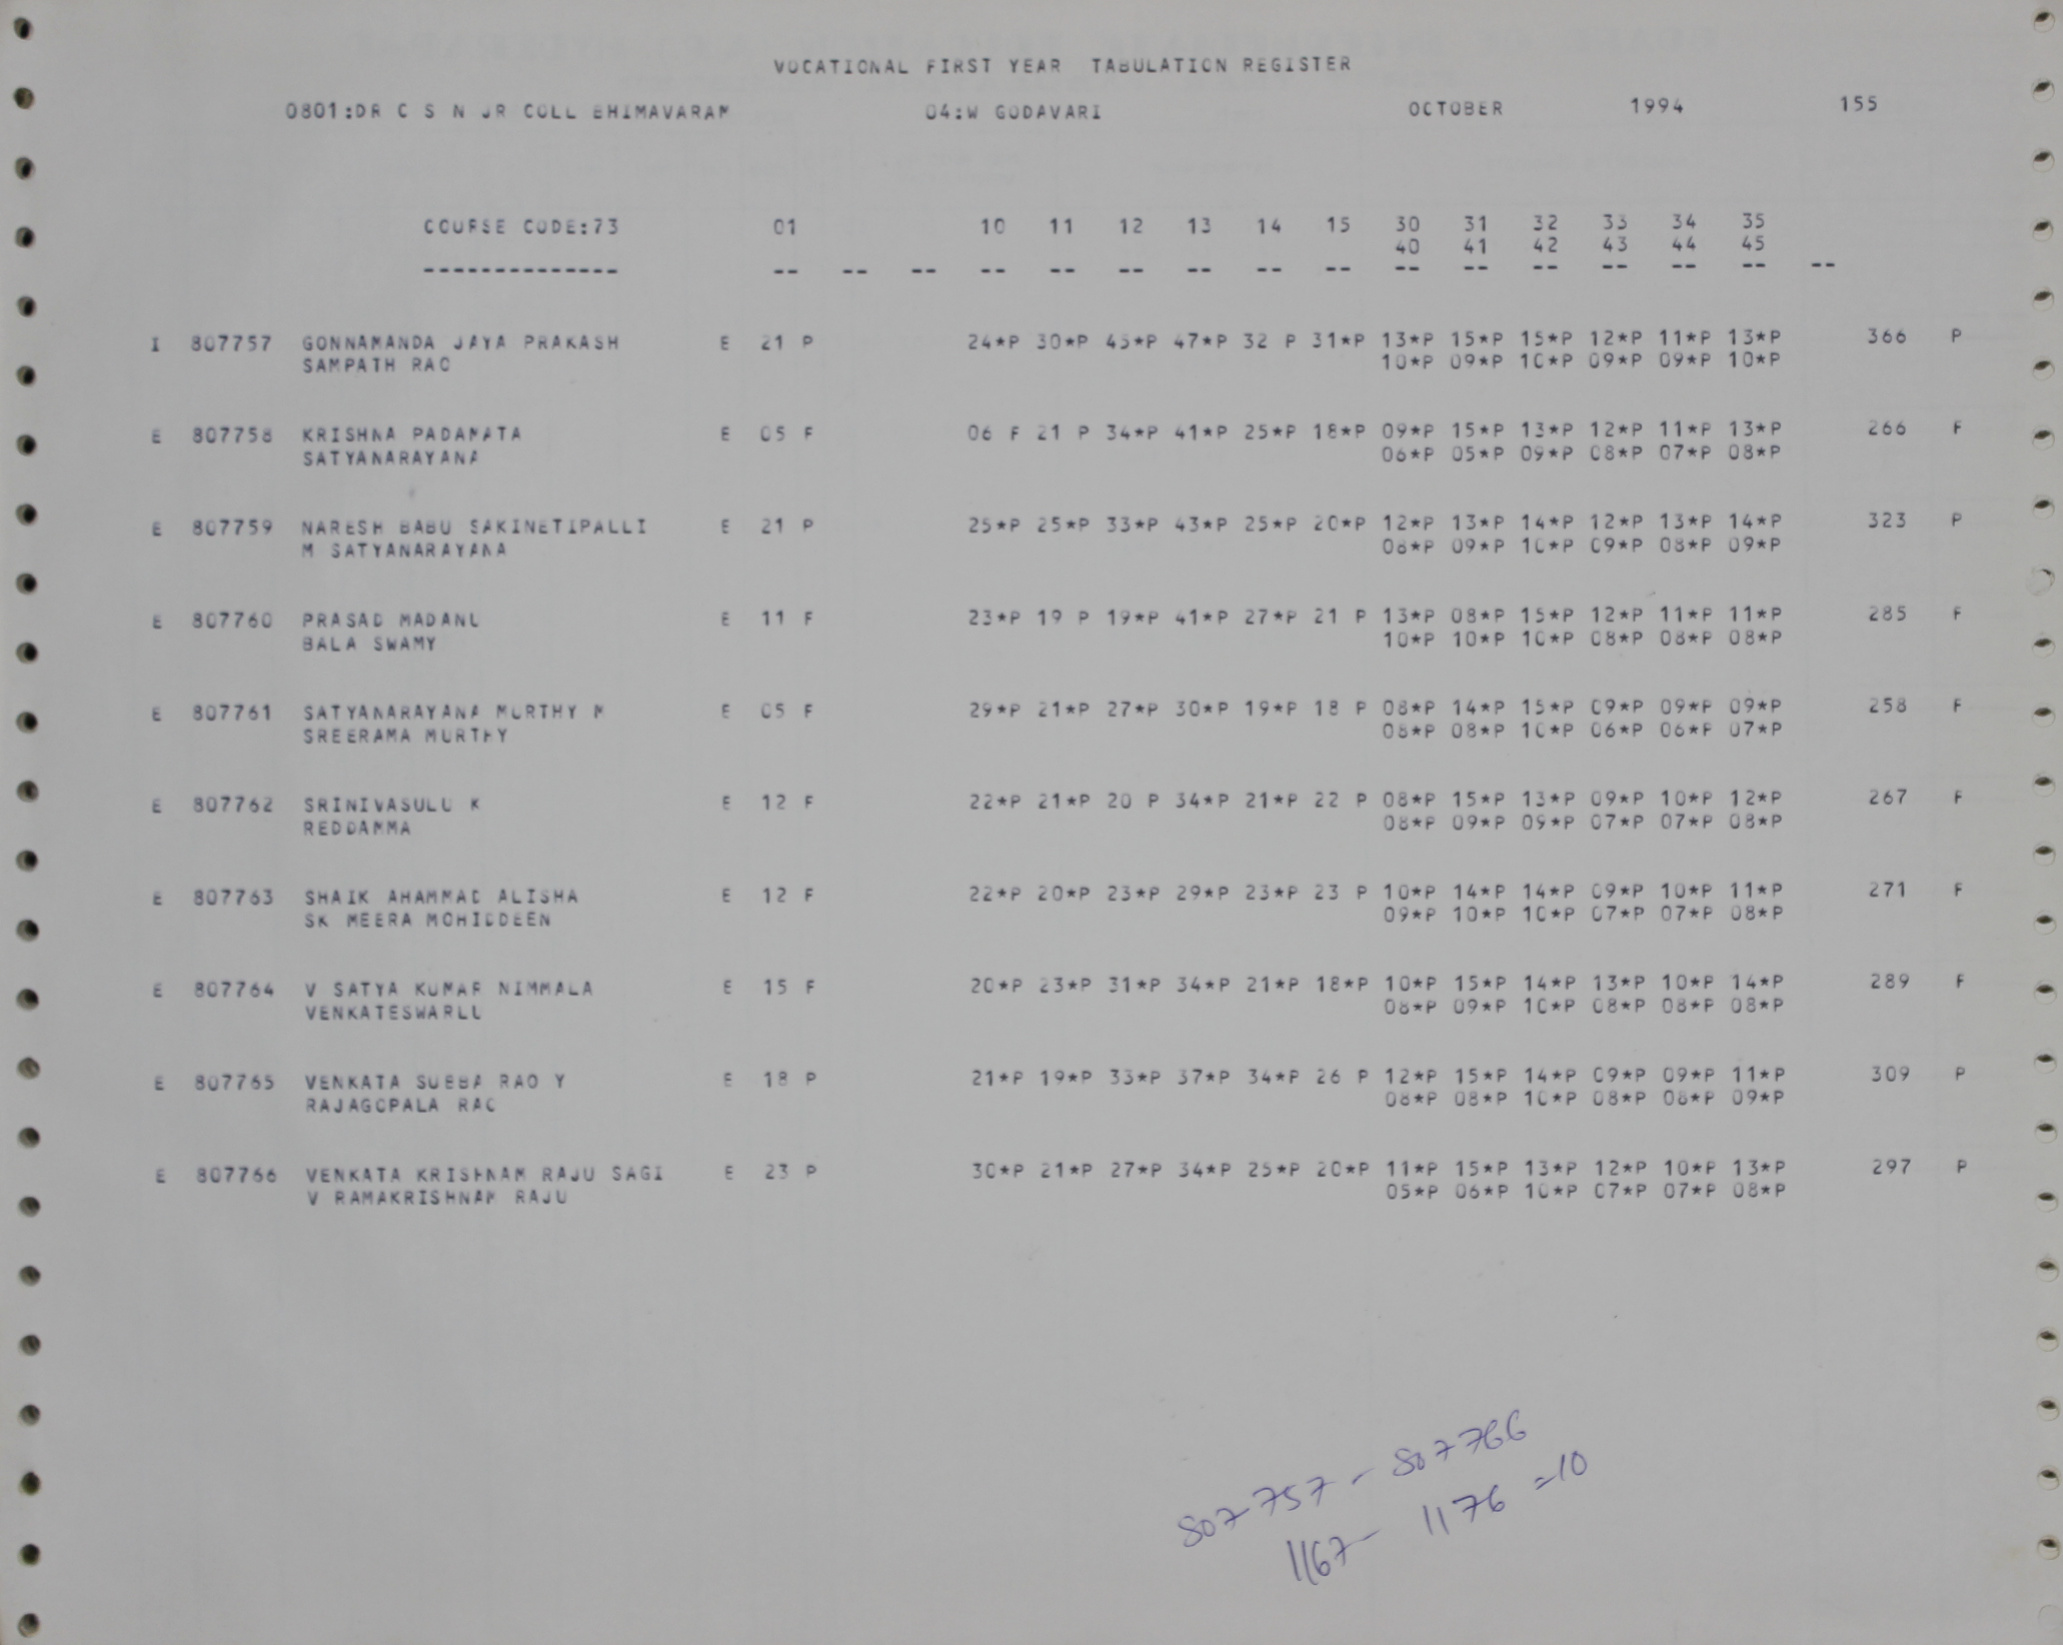 VOCATIONAL FIRST YEAR TABULATION REGISTER
0801:DR C S N JR COLL BHIMAVARAM 04:W GODAVARI OCTOBER 1994 155
COURSE CODE:73 01 10 11 12 13 14 15 30 31 32 33 34 35
40 41 42 43 44 45
-------------- -- -- -- -- -- -- -- -- -- -- -- -- -- -- -- --
I 807757 GONNAMANDA JAYA PRAKASH E 21 P 24*P 30*P 45*P 47*P 32 P 31*P 13*P 15*P 15*P 12*P 11*P 13*P 366 P
SAMPATH RAO 10*P 09*P 10*P 09*P 09*P 10*P
E 807758 KRISHNA PADAMATA E 05 F 06 F 21 P 34*P 41*P 25*P 18*P 09*P 15*P 13*P 12*P 11*P 13*P 266 F
SATYANARAYANA 06*P 05*P 09*P 08*P 07*P 08*P
E 807759 NARESH BABU SAKINETIPALLI E 21 P 25*P 25*P 33*P 43*P 25*P 20*P 12*P 13*P 14*P 12*P 13*P 14*P 323 P
M SATYANARAYANA 08*P 09*P 10*P 09*P 08*P 09*P
E 807760 PRASAD MADANU E 11 F 23*P 19 P 19*P 41*P 27*P 21 P 13*P 08*P 15*P 12*P 11*P 11*P 285 F
BALA SWAMY 10*P 10*P 10*P 08*P 08*P 08*P
E 807761 SATYANARAYANA MURTHY M E 05 F 29*P 21*P 27*P 30*P 19*P 18 P 08*P 14*P 15*P 09*P 09*P 09*P 258 F
SREERAMA MURTHY 08*P 08*P 10*P 06*P 06*P 07*P
E 807762 SRINIVASULU K E 12 F 22*P 21*P 20 P 34*P 21*P 22 P 08*P 15*P 13*P 09*P 10*P 12*P 267 F
REDDAMMA 08*P 09*P 09*P 07*P 07*P 08*P
E 807763 SHAIK AHAMMAD ALISHA E 12 F 22*P 20*P 23*P 29*P 23*P 23 P 10*P 14*P 14*P 09*P 10*P 11*P 271 F
SK MEERA MOHIDDEEN 09*P 10*P 10*P 07*P 07*P 08*P
E 807764 V SATYA KUMAR NIMMALA E 15 F 20*P 23*P 31*P 34*P 21*P 18*P 10*P 15*P 14*P 13*P 10*P 14*P 289 F
VENKATESWARLU 08*P 09*P 10*P 08*P 08*P 08*P
E 807765 VENKATA SUBBA RAO Y E 18 P 21*P 19*P 33*P 37*P 34*P 26 P 12*P 15*P 14*P 09*P 09*P 11*P 309 P
RAJAGOPALA RAO 08*P 08*P 10*P 08*P 08*P 09*P
E 807766 VENKATA KRISHNAM RAJU SAGI E 23 P 30*P 21*P 27*P 34*P 25*P 20*P 11*P 15*P 13*P 12*P 10*P 13*P 297 P
V RAMAKRISHNAM RAJU 05*P 06*P 10*P 07*P 07*P 08*P
807757 - 807766
1167 - 1176 =10